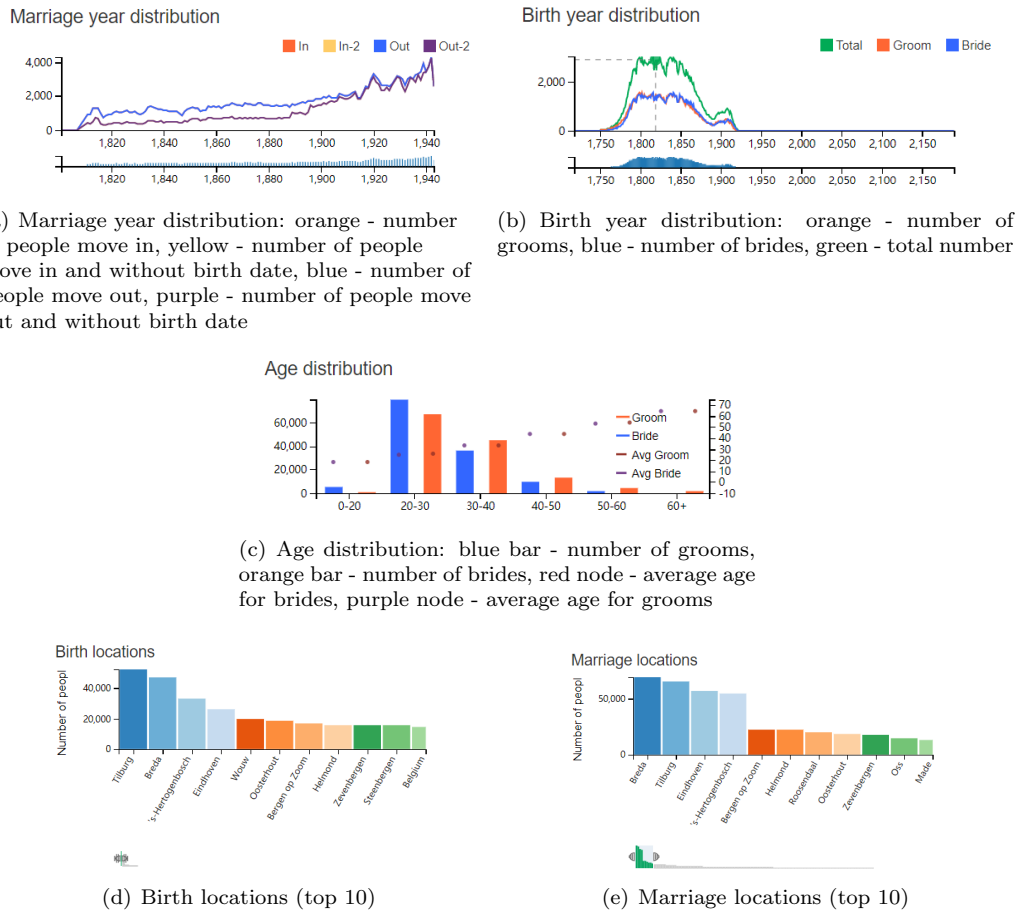 Marriage year distribution
In In-2 Out Out-2
4,000
2,000
0
1,820 1,840 1,860 1,880 1,900 1,920 1,940
1,820 1,840 1,860 1,880 1,900 1,920 1,940
) Marriage year distribution: orange - number
people move in, yellow - number of people
ove in and without birth date, blue - number of
eople move out, purple - number of people move
ut and without birth date
Birth year distribution
Total Groom Bride
2,000
0
1,750 1,800 1,850 1,900 1,950 2,000 2,050 2,100 2,150
1,750 1,800 1,850 1,900 1,950 2,000 2,050 2,100 2,150
(b) Birth year distribution: orange - number of
grooms, blue - number of brides, green - total number
Age distribution
60,000
40,000
20,000
0
70
60
50
40
30
20
10
0
-10
Groom
Bride
Avg Groom
Avg Bride
0-20 20-30 30-40 40-50 50-60 60+
(c) Age distribution: blue bar - number of grooms,
orange bar - number of brides, red node - average age
for brides, purple node - average age for grooms
Birth locations
Number of peopl
40,000
20,000
0
Tilburg
Breda
's-Hertogenbosch
Eindhoven
Wouw
Oosterhout
Bergen op Zoom
Helmond
Zevenbergen
Steenbergen
Belgium
(d) Birth locations (top 10)
Marriage locations
Number of peopl
50,000
0
Breda
Tilburg
Eindhoven
's-Hertogenbosch
Bergen op Zoom
Helmond
Roosendaal
Oosterhout
Zevenbergen
Oss
Made
(e) Marriage locations (top 10)